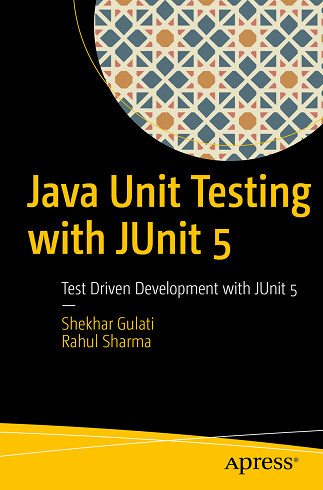 Java Unit Testing
with JUnit 5
Test Driven Development with JUnit 5
—
Shekhar Gulati
Rahul Sharma
Apress®